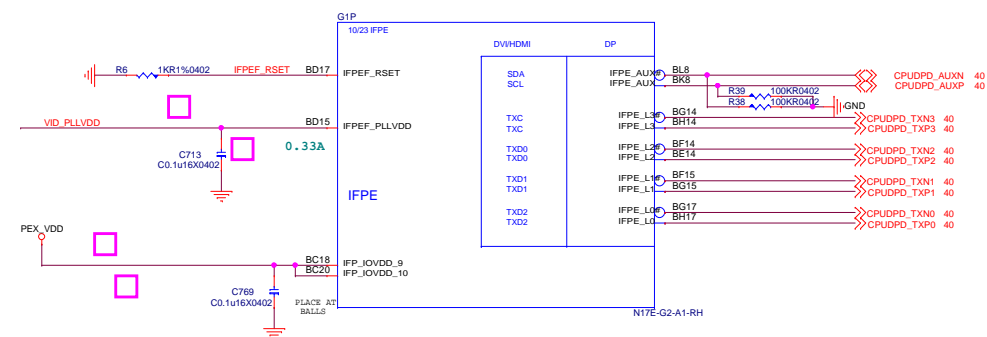 G1P
10/23 IFPE
DVI/HDMI DP
R6 1KR1%0402 IFPEF_RSET BD17 IFPEF_RSET
SDA IFPE_AUX# BL8 CPUDPD_AUXN 40
SCL IFPE_AUX BK8 CPUDPD_AUXP 40
R39 100KR0402
R38 100KR0402
GND
TXC IFPE_L3# BG14 CPUDPD_TXN3 40
VID_PLLVDD BD15 IFPEF_PLLVDD
TXC IFPE_L3 BH14 CPUDPD_TXP3 40
0.33A
C713
C0.1u16X0402
TXD0 IFPE_L2# BF14 CPUDPD_TXN2 40
TXD0 IFPE_L2 BE14 CPUDPD_TXP2 40
TXD1 IFPE_L1# BF15 CPUDPD_TXN1 40
TXD1 IFPE_L1 BG15 CPUDPD_TXP1 40
IFPE
TXD2 IFPE_L0# BG17 CPUDPD_TXN0 40
TXD2 IFPE_L0 BH17 CPUDPD_TXP0 40
PEX_VDD
BC18 IFP_IOVDD_9
BC20 IFP_IOVDD_10
C769
C0.1u16X0402
PLACE AT
BALLS
N17E-G2-A1-RH